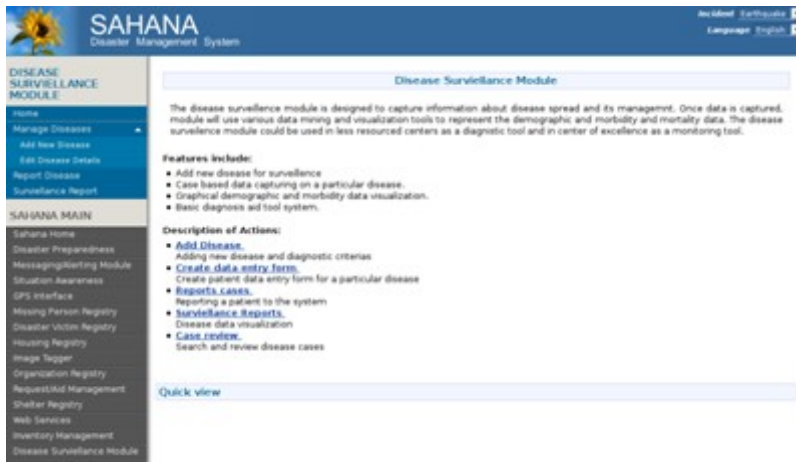 SAHANA
Disaster Management System
Incident Earthquake
Language English
DISEASE
SURVIELLANCE
MODULE
Home
Manage Diseases
Add New Disease
Edit Disease Details
Report Disease
Surviellance Report
SAHANA MAIN
Sahana Home
Disaster Preparedness
Messaging/Alerting Module
Situation Awareness
GPS Interface
Missing Person Registry
Disaster Victim Registry
Housing Registry
Image Tagger
Organization Registry
Request/Aid Management
Shelter Registry
Web Services
Inventory Management
Disease Surviellance Module
Disease Surviellance Module
The disease surveillence module is designed to capture information about disease spread and its managemnt. Once data is captured,
module will use various data mining and visualization tools to represent the demographic and morbidity and mortality data. The disease
surveilence module could be used in less resourced centers as a diagnostic tool and in center of excellence as a monitoring tool.
Features include:
Add new disease for surveillence
Case based data capturing on a particular disease.
Graphical demographic and morbidity data visualization.
Basic diagnosis aid tool system.
Description of Actions:
Add Disease
Adding new disease and diagnostic criterias
Create data entry form
Create patient data entry form for a particular disease
Reports cases
Reporting a patient to the system
Surviellance Reports
Disease data visualization
Case review
Search and review disease cases
Quick view